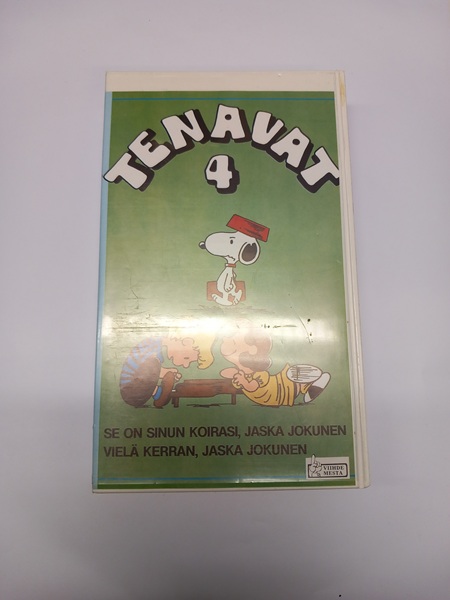 TENAVAT
4
SE ON SINUN KOIRASI, JASKA JOKUNEN
VIELÄ KERRAN, JASKA JOKUNEN
VIIHDE
MESTA